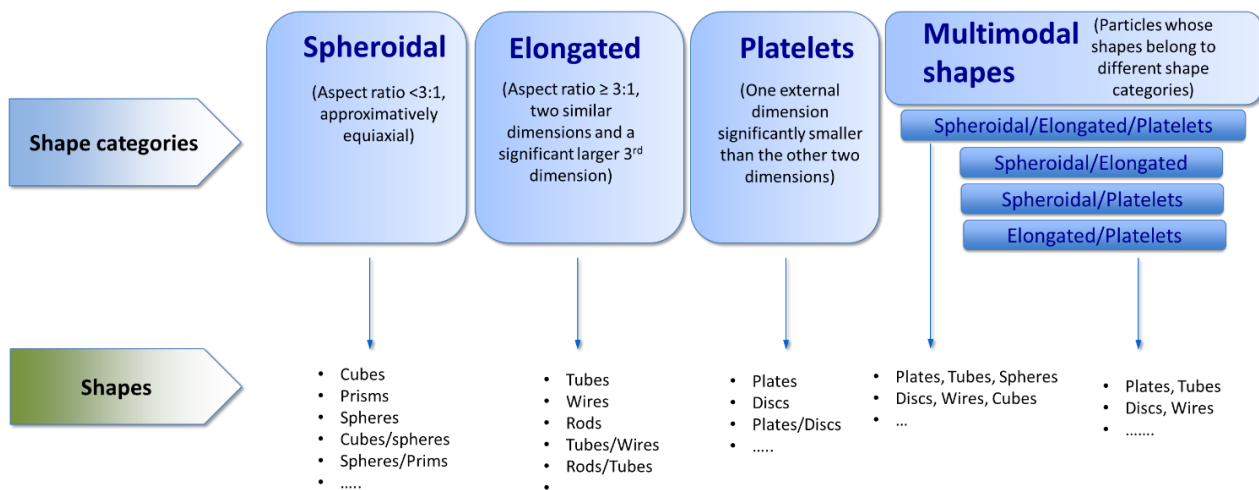 Shape categories
Spheroidal
(Aspect ratio <3:1,
approximatively
equiaxial)
Elongated
(Aspect ratio ≥ 3:1,
two similar
dimensions and a
significant larger 3rd
dimension)
Platelets
(One external
dimension
significantly smaller
than the other two
dimensions)
Multimodal
shapes
(Particles whose
shapes belong to
different shape
categories)
Spheroidal/Elongated/Platelets
Spheroidal/Elongated
Spheroidal/Platelets
Elongated/Platelets
Shapes
• Cubes
• Prisms
• Spheres
• Cubes/spheres
• Spheres/Prims
• .....
• Tubes
• Wires
• Rods
• Tubes/Wires
• Rods/Tubes
•
• Plates
• Discs
• Plates/Discs
• .....
• Plates, Tubes, Spheres
• Discs, Wires, Cubes
• ...
• Plates, Tubes
• Discs, Wires
• .......